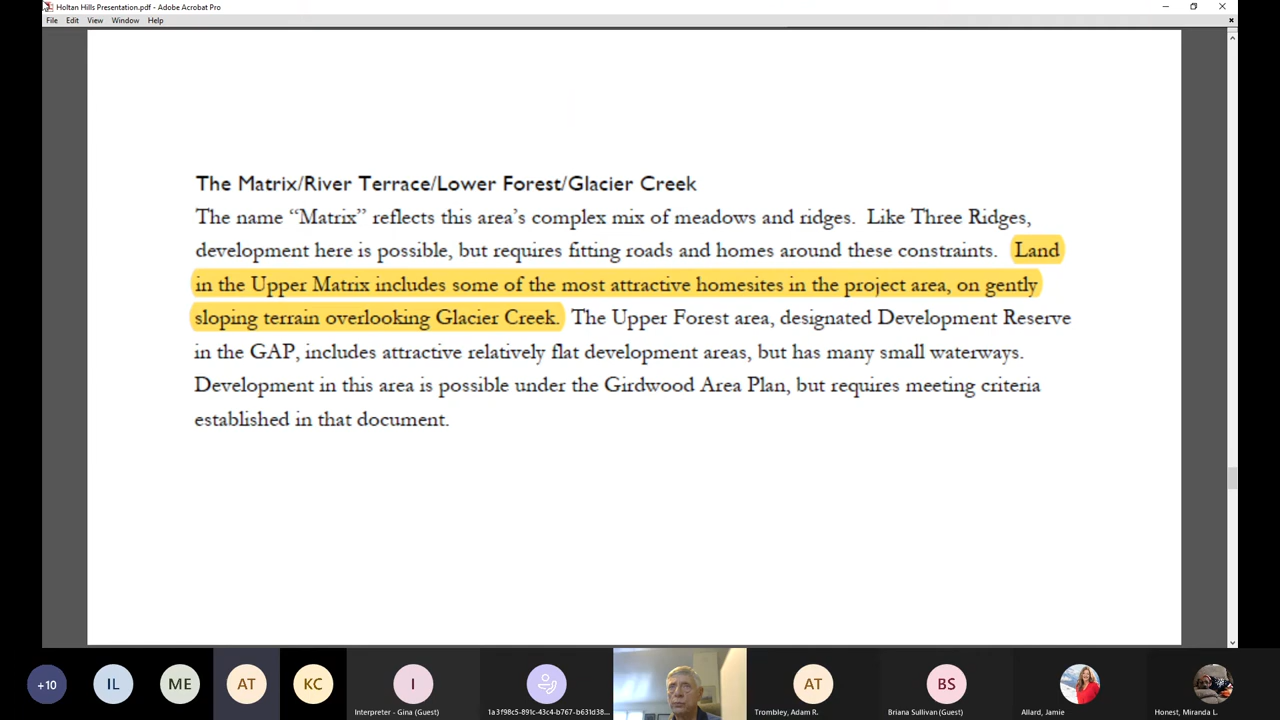 Holtan Hills Presentation.pdf - Adobe Acrobat Pro
File Edit View Window Help
The Matrix/River Terrace/Lower Forest/Glacier Creek
The name “Matrix” reflects this area’s complex mix of meadows and ridges. Like Three Ridges,
development here is possible, but requires fitting roads and homes around these constraints. Land
in the Upper Matrix includes some of the most attractive homesites in the project area, on gently
sloping terrain overlooking Glacier Creek. The Upper Forest area, designated Development Reserve
in the GAP, includes attractive relatively flat development areas, but has many small waterways.
Development in this area is possible under the Girdwood Area Plan, but requires meeting criteria
established in that document.
+10 IL ME AT KC I AT BS
Interpreter - Gina (Guest) 1a3f98c5-891c-43c4-b767-b631d38... Trombley, Adam R. Briana Sullivan (Guest) Allard, Jamie Honest, Miranda L.